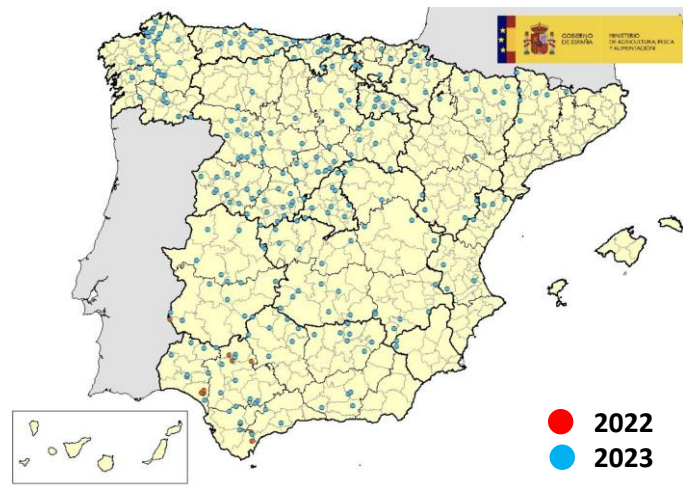 GOBIERNO
DE ESPAÑA
MINISTERIO
DE AGRICULTURA, PESCA
Y ALIMENTACIÓN
2022
2023